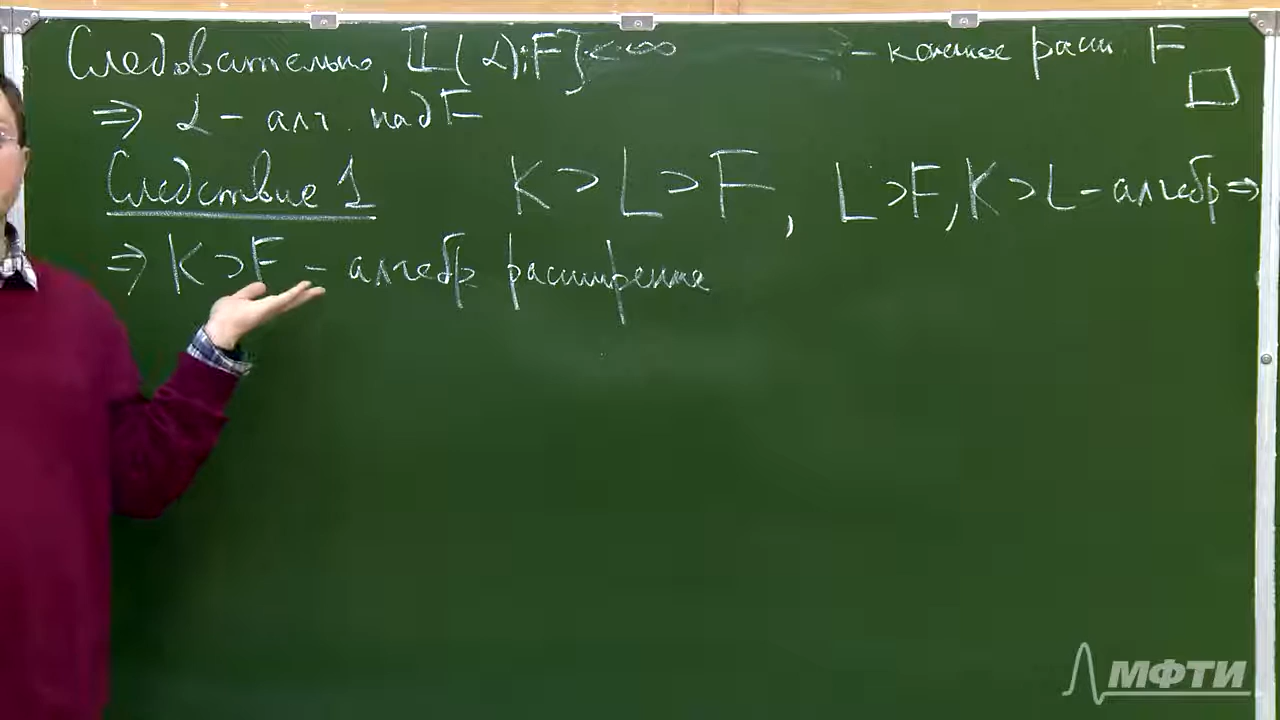 Следовательно, [L(α):F]<∞ – конечное расш. F
⇒ α – алг. над F □
Следствие 1 K⊃L⊃F, L⊃F, K⊃L – алгебр ⇒
⇒ K⊃F – алгебр. расширение
МФТИ